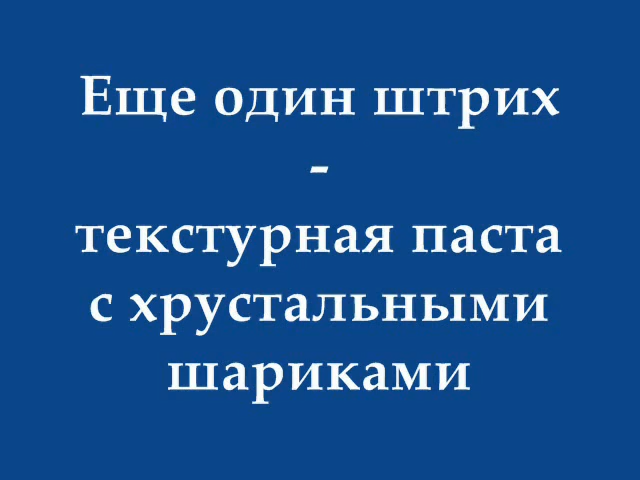 Еще один штрих
-
текстурная паста
с хрустальными
шариками